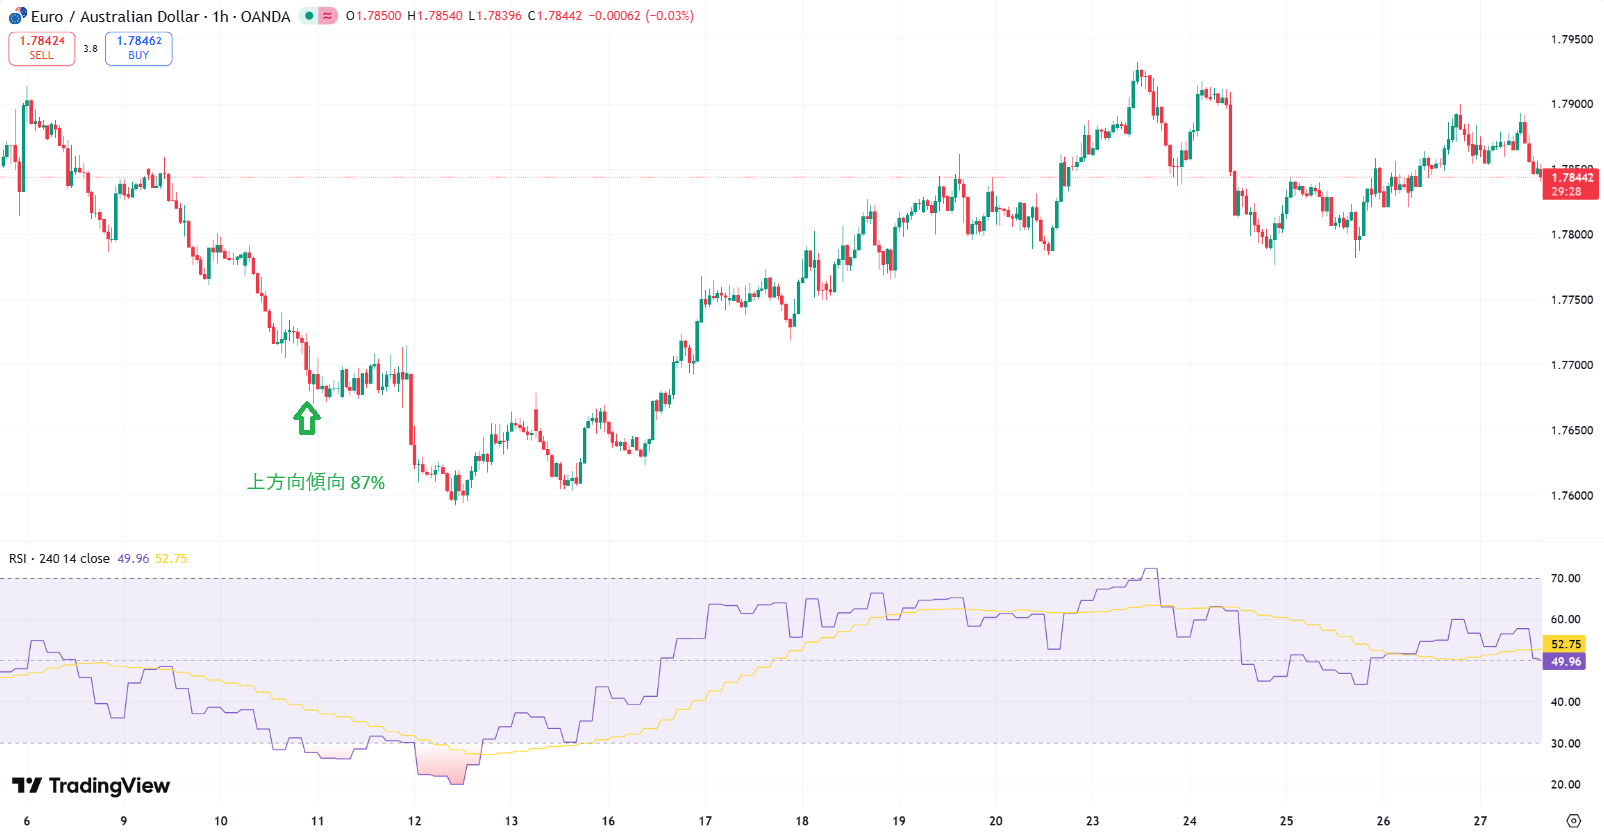 Euro / Australian Dollar · 1h · OANDA O1.78500 H1.78540 L1.78396 C1.78442 −0.00062 (−0.03%)
1.78424 SELL
3.8
1.78462 BUY
1.79500
1.79000
1.78442
29:28
1.78000
1.77500
1.77000
1.76500
1.76000
上方向傾向 87%
RSI · 240 14 close 49.96 52.75
70.00
60.00
52.75
49.96
40.00
30.00
20.00
TradingView
6 9 10 11 12 13 16 17 18 19 20 23 24 25 26 27